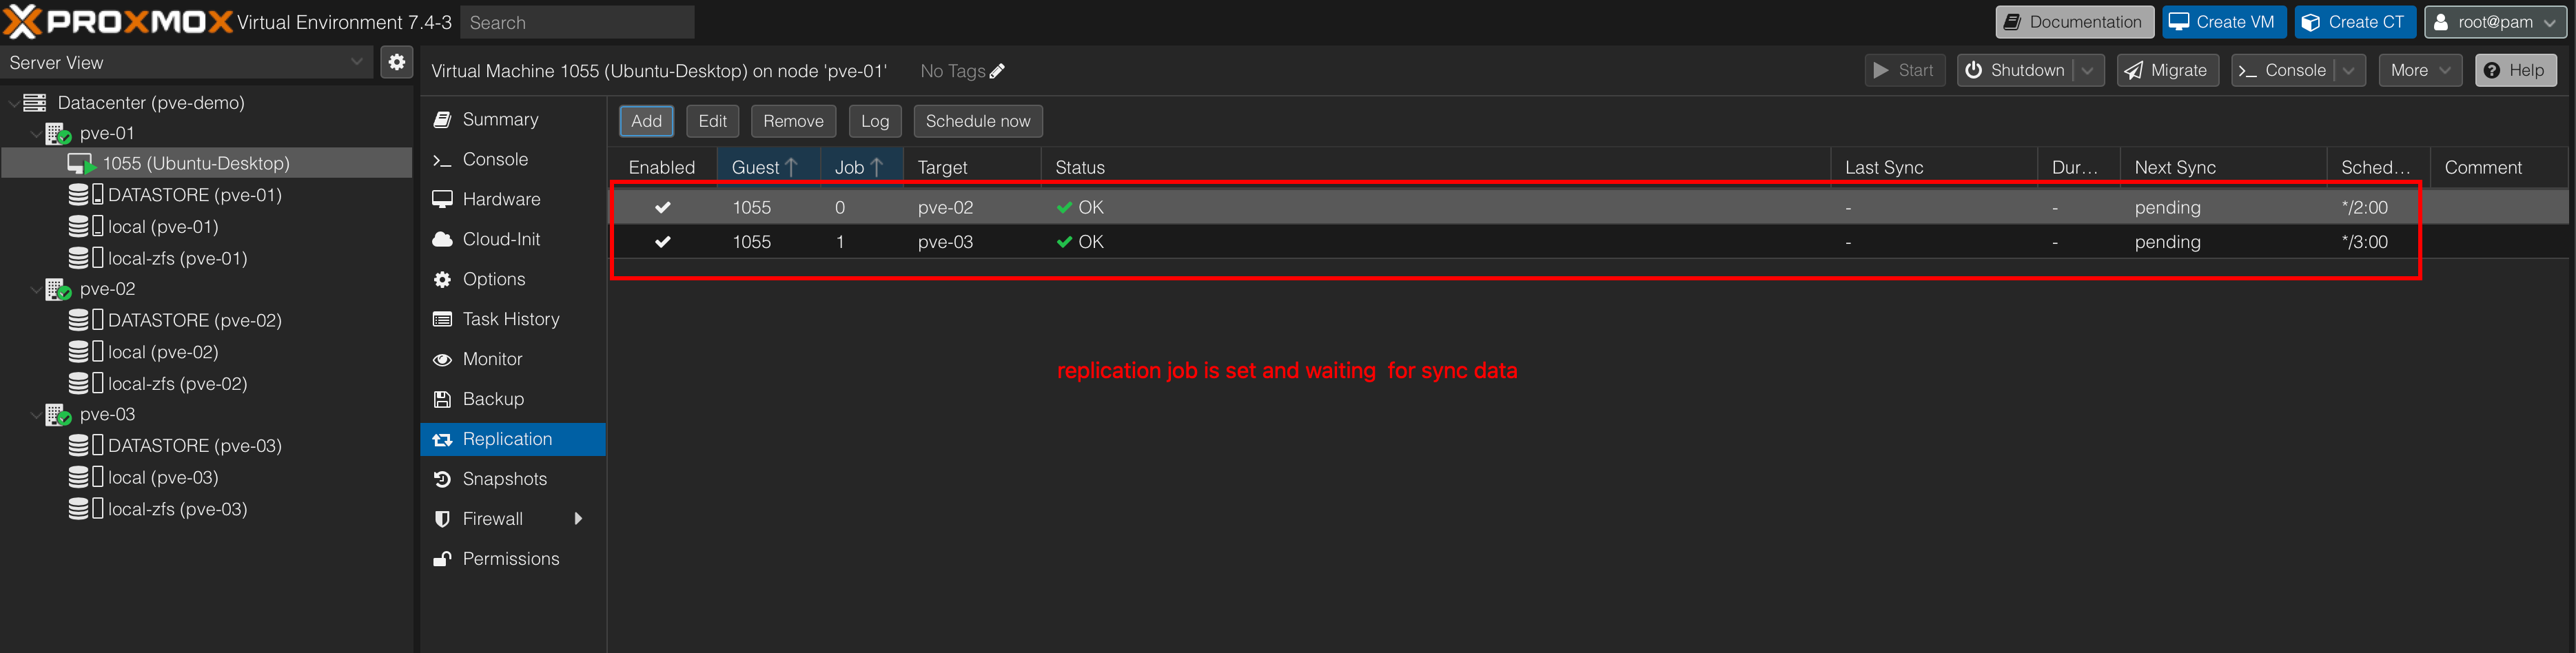 PROXMOX Virtual Environment 7.4-3 Search Documentation Create VM Create CT root@pam
Server View
Virtual Machine 1055 (Ubuntu-Desktop) on node 'pve-01' No Tags Start Shutdown Migrate Console More Help
Datacenter (pve-demo)
pve-01
1055 (Ubuntu-Desktop)
DATASTORE (pve-01)
local (pve-01)
local-zfs (pve-01)
pve-02
DATASTORE (pve-02)
local (pve-02)
local-zfs (pve-02)
pve-03
DATASTORE (pve-03)
local (pve-03)
local-zfs (pve-03)
Summary
Console
Hardware
Cloud-Init
Options
Task History
Monitor
Backup
Replication
Snapshots
Firewall
Permissions
Add Edit Remove Log Schedule now
Enabled Guest Job Target Status Last Sync Dur... Next Sync Sched... Comment
1055 0 pve-02 OK - - pending */2:00
1055 1 pve-03 OK - - pending */3:00
replication job is set and waiting for sync data